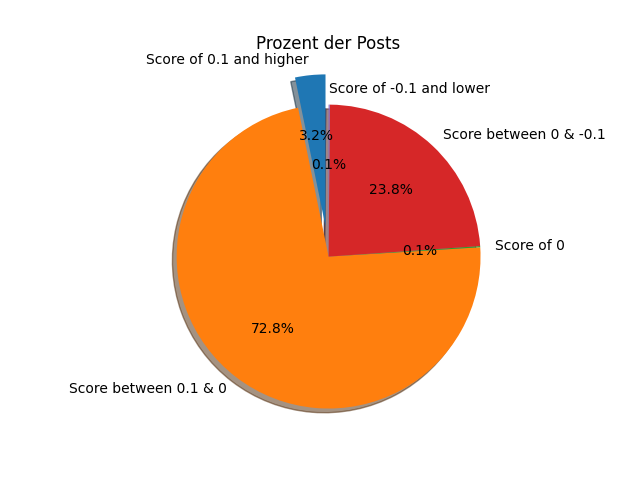 Prozent der Posts
Score of 0.1 and higher
Score of -0.1 and lower
Score between 0 & -0.1
3.2%
0.1%
23.8%
Score of 0
0.1%
72.8%
Score between 0.1 & 0